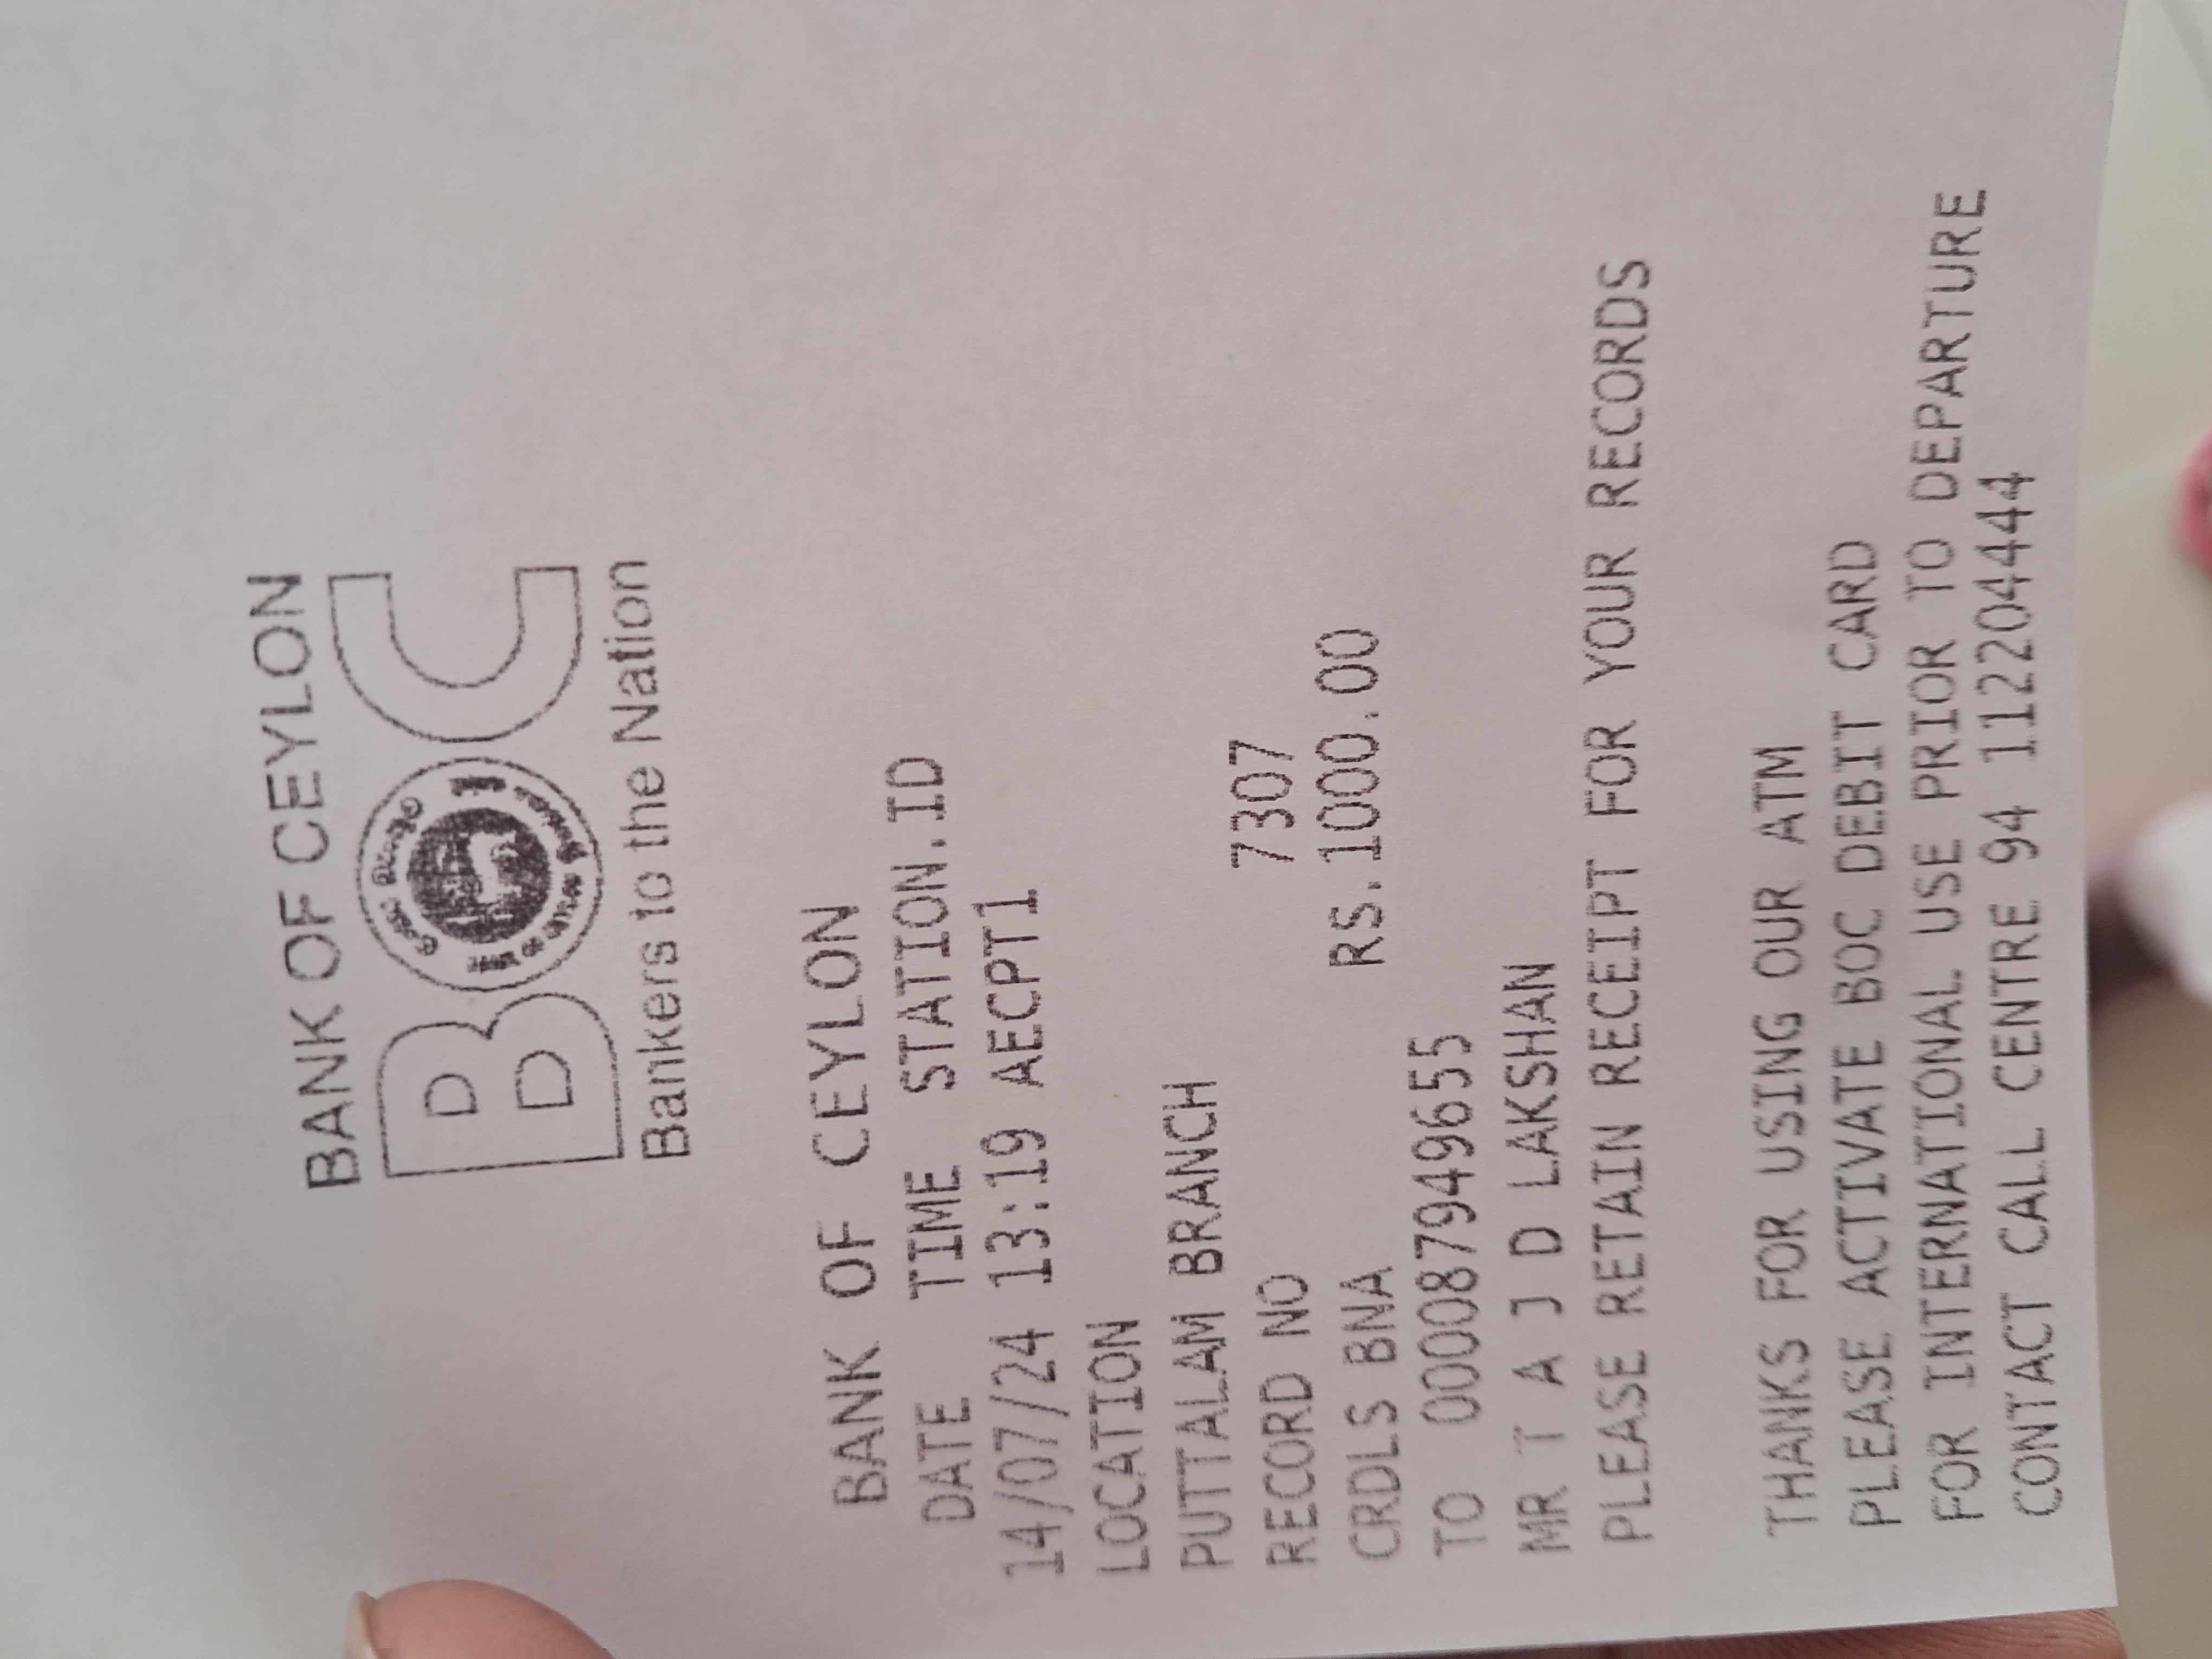 BANK OF CEYLON
BOC
Bankers to the Nation
BANK OF CEYLON
DATE TIME STATION.ID
14/07/24 13:19 AECPT1
LOCATION
PUTTALAM BRANCH
RECORD NO 7307
CRDLS BNA RS.1000.00
TO 000087949655
MR T A J D LAKSHAN
PLEASE RETAIN RECEIPT FOR YOUR RECORDS
THANKS FOR USING OUR ATM
PLEASE ACTIVATE BOC DEBIT CARD
FOR INTERNATIONAL USE PRIOR TO DEPARTURE
CONTACT CALL CENTRE 94 112204444